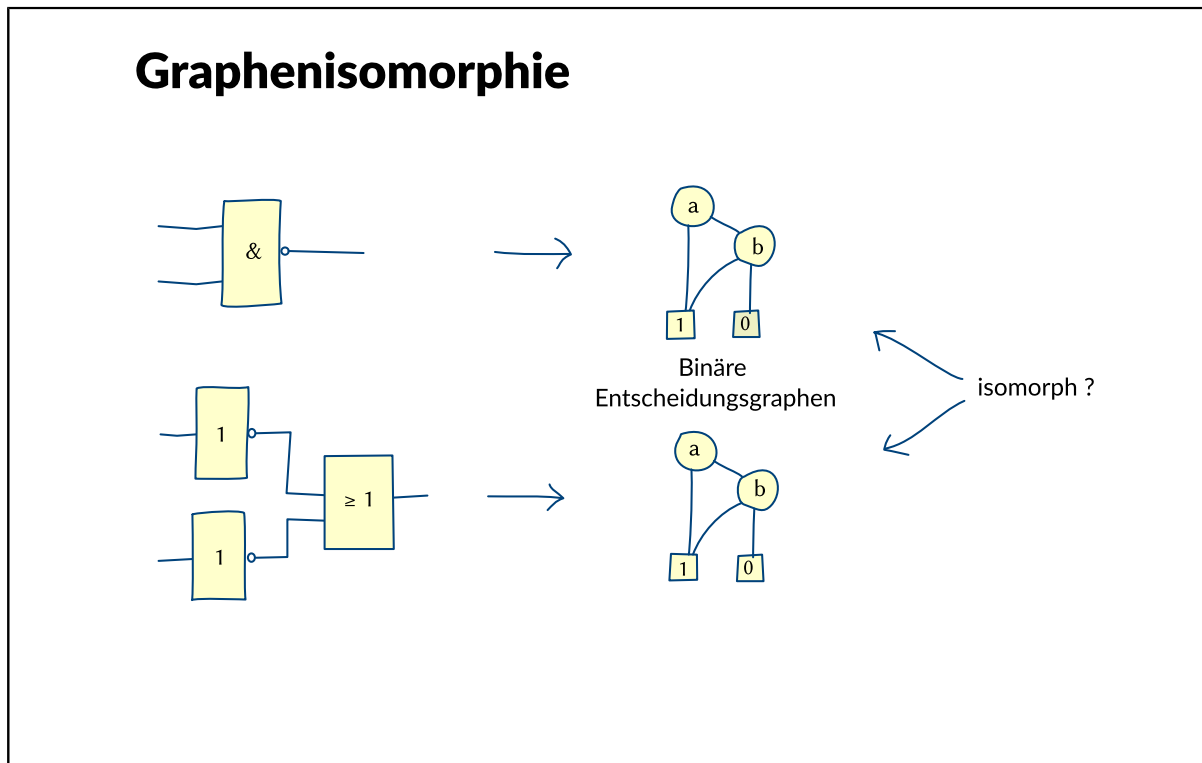 Graphenisomorphie
&
a
b
1
0
Binäre
Entscheidungsgraphen
isomorph ?
1
≥ 1
1
a
b
1
0